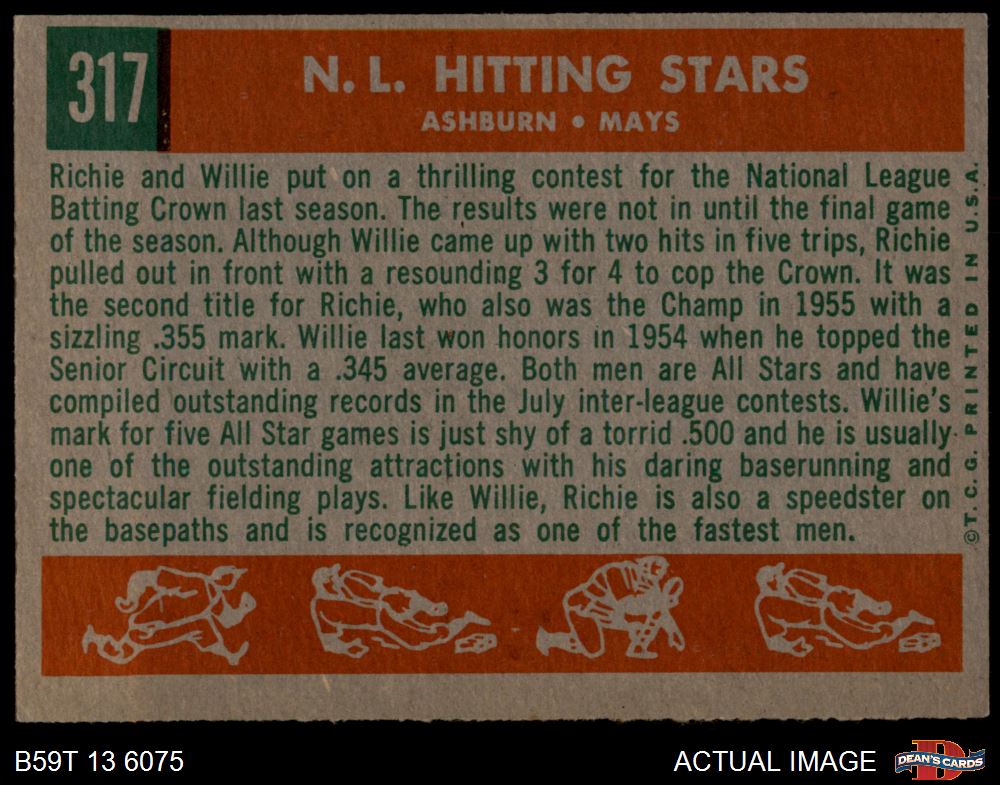 317
N. L. HITTING STARS
ASHBURN • MAYS
Richie and Willie put on a thrilling contest for the National League
Batting Crown last season. The results were not in until the final game
of the season. Although Willie came up with two hits in five trips, Richie
pulled out in front with a resounding 3 for 4 to cop the Crown. It was
the second title for Richie, who also was the Champ in 1955 with a
sizzling .355 mark. Willie last won honors in 1954 when he topped the
Senior Circuit with a .345 average. Both men are All Stars and have
compiled outstanding records in the July inter-league contests. Willie's
mark for five All Star games is just shy of a torrid .500 and he is usually
one of the outstanding attractions with his daring baserunning and
spectacular fielding plays. Like Willie, Richie is also a speedster on
the basepaths and is recognized as one of the fastest men.
©T. C. G. PRINTED IN U.S.A.
B59T 13 6075
ACTUAL IMAGE
DEAN'S CARDS